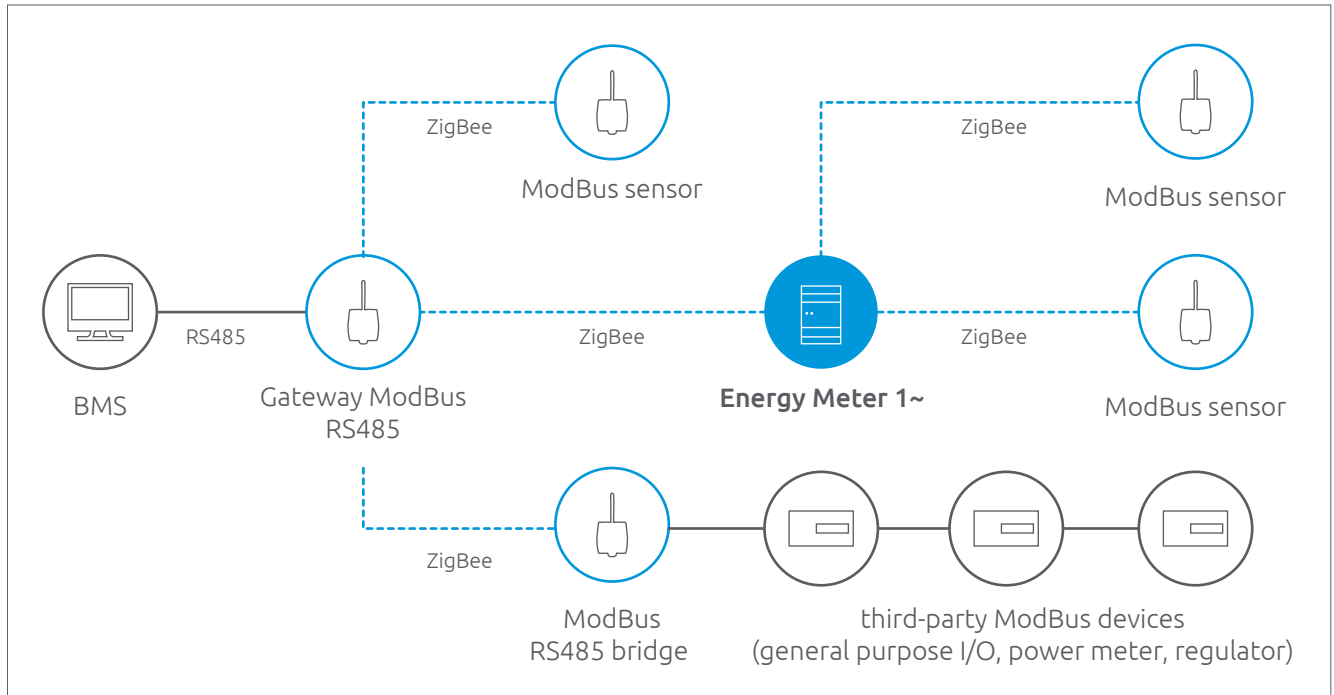 ZigBee
ZigBee
ModBus sensor
ModBus sensor
RS485
ZigBee
ZigBee
BMS
Gateway ModBus
RS485
Energy Meter 1~
ModBus sensor
ZigBee
ModBus
RS485 bridge
third-party ModBus devices
(general purpose I/O, power meter, regulator)